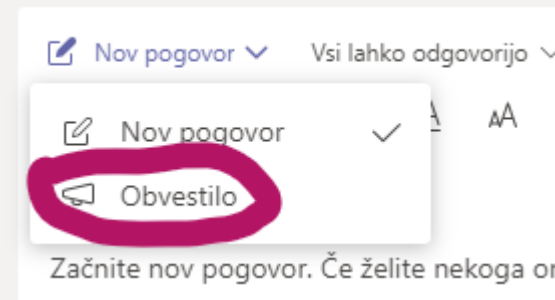 Nov pogovor Vsi lahko odgovorijo
Nov pogovor
Obvestilo
Začnite nov pogovor. Če želite nekoga